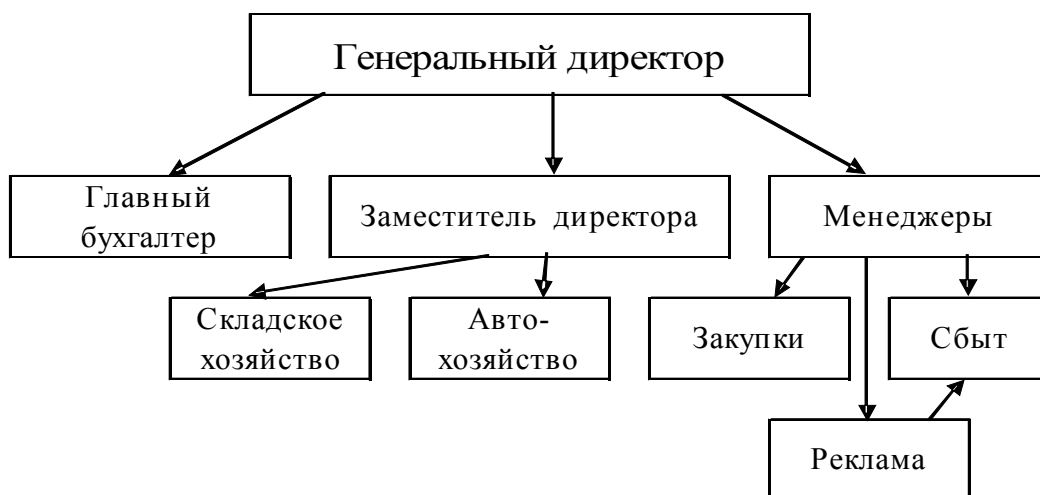 Генеральный директор
Главный
бухгалтер
Заместитель директора
Менеджеры
Складское
хозяйство
Авто-
хозяйство
Закупки
Сбыт
Реклама